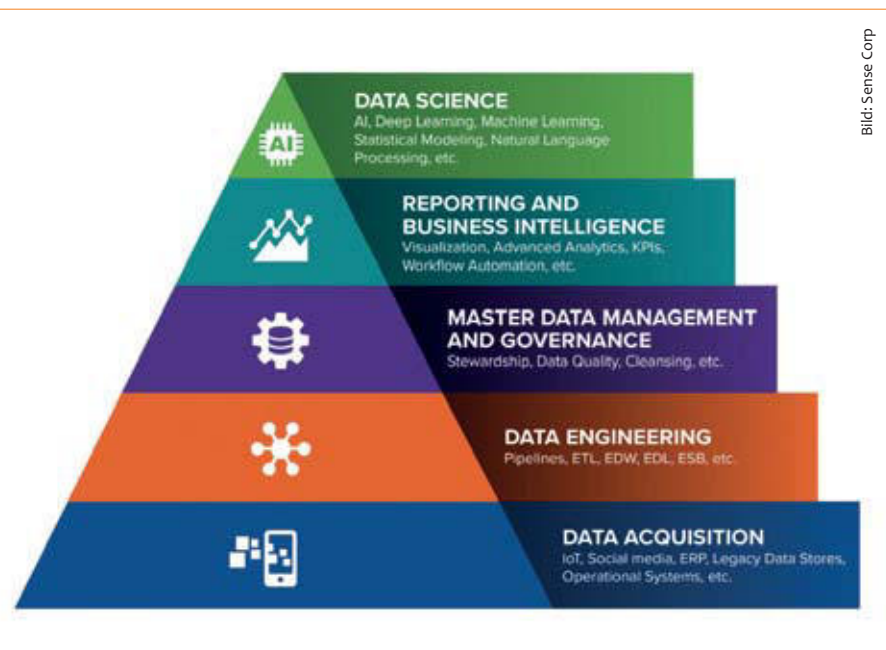 Bild: Sense Corp
AI
DATA SCIENCE
AI, Deep Learning, Machine Learning,
Statistical Modeling, Natural Language
Processing, etc.
REPORTING AND
BUSINESS INTELLIGENCE
Visualization, Advanced Analytics, KPIs,
Workflow Automation, etc.
MASTER DATA MANAGEMENT
AND GOVERNANCE
Stewardship, Data Quality, Cleansing, etc.
DATA ENGINEERING
Pipelines, ETL, EDW, EDL, ESB, etc.
DATA ACQUISITION
IoT, Social media, ERP, Legacy Data Stores,
Operational Systems, etc.